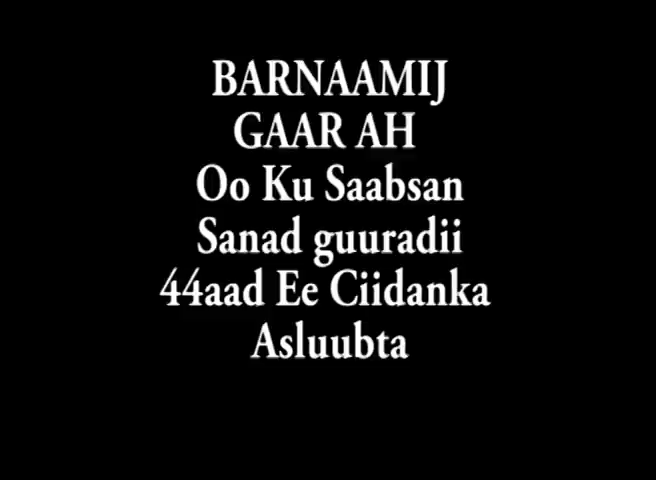 BARNAAMIJ
GAAR AH
Oo Ku Saabsan
Sanad guuradii
44aad Ee Ciidanka
Asluubta